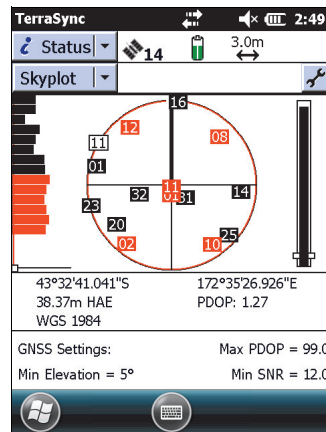 TerraSync 2:49
Status 14 3.0m
Skyplot
16
12
08
11
01
11
32 01 31 14
23
20
25
02 10
43°32'41.041"S 172°35'26.926"E
38.37m HAE PDOP: 1.27
WGS 1984
GNSS Settings: Max PDOP = 99.0
Min Elevation = 5° Min SNR = 12.0